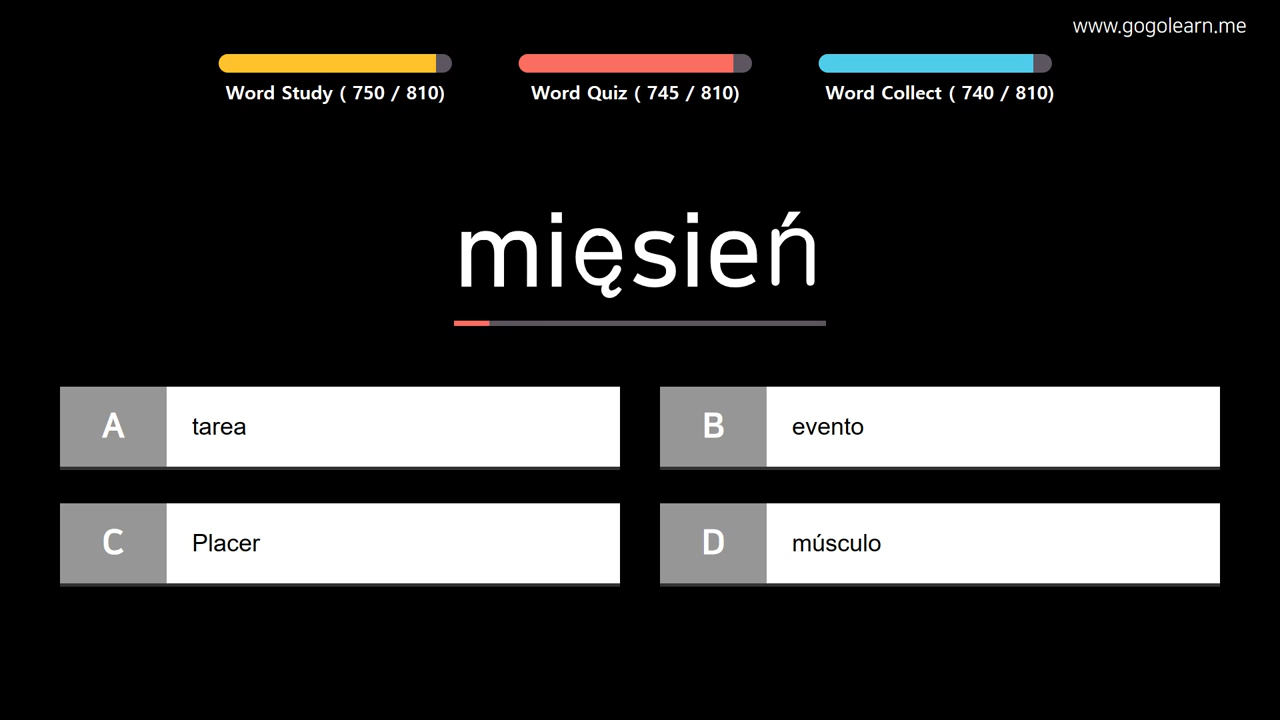 www.gogolearn.me
Word Study ( 750 / 810)
Word Quiz ( 745 / 810)
Word Collect ( 740 / 810)
mięsień
A tarea
B evento
C Placer
D músculo